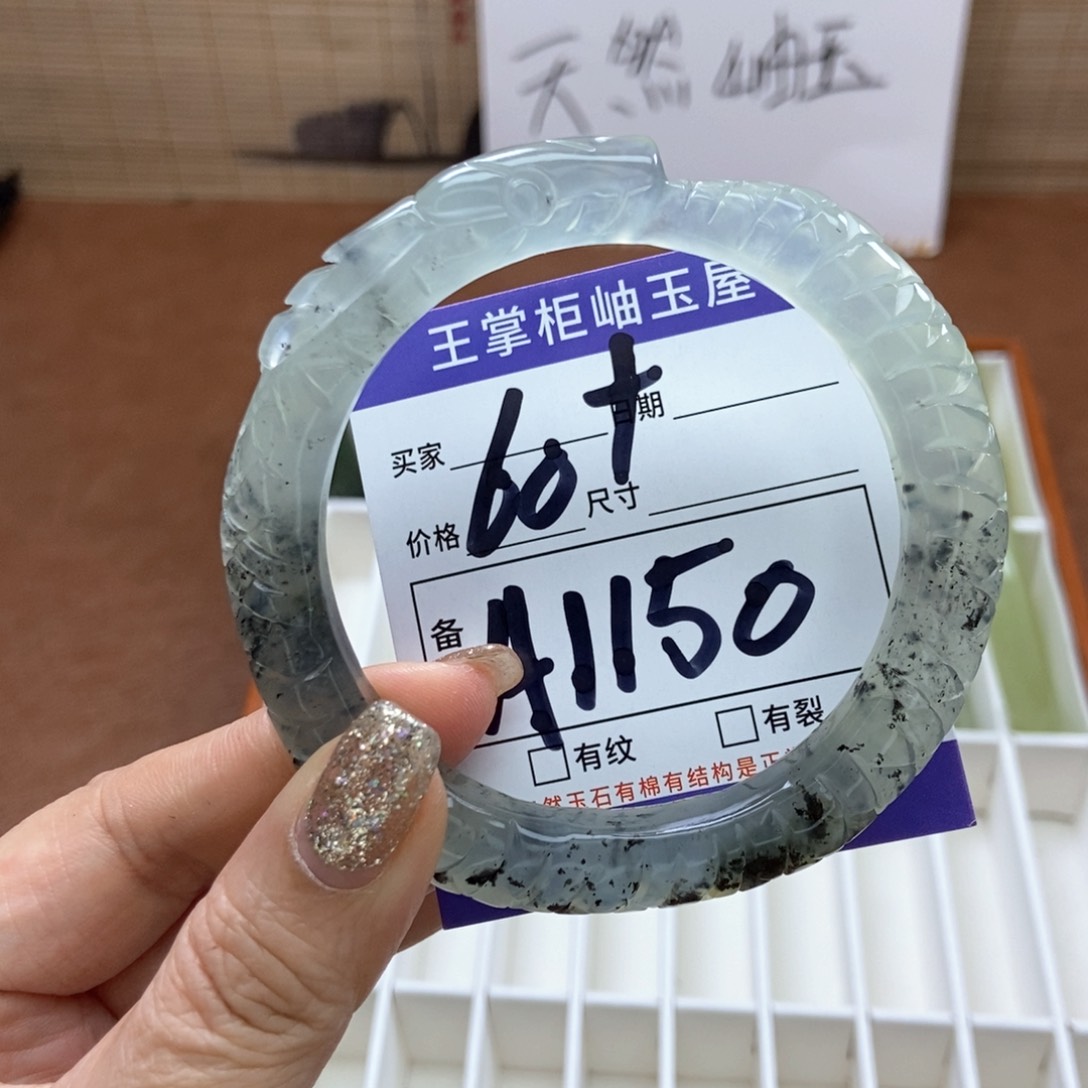 天然岫玉
王掌柜岫玉屋
60+
买家 日期
价格 尺寸
备 A1150
有纹 有裂
然玉石有棉有结构是正